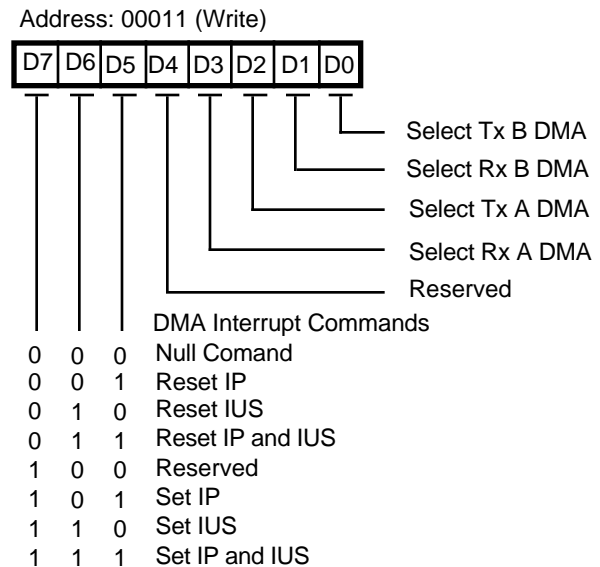 Address: 00011 (Write)
D7 D6 D5 D4 D3 D2 D1 D0
Select Tx B DMA
Select Rx B DMA
Select Tx A DMA
Select Rx A DMA
Reserved
DMA Interrupt Commands
0 0 0 Null Comand
0 0 1 Reset IP
0 1 0 Reset IUS
0 1 1 Reset IP and IUS
1 0 0 Reserved
1 0 1 Set IP
1 1 0 Set IUS
1 1 1 Set IP and IUS